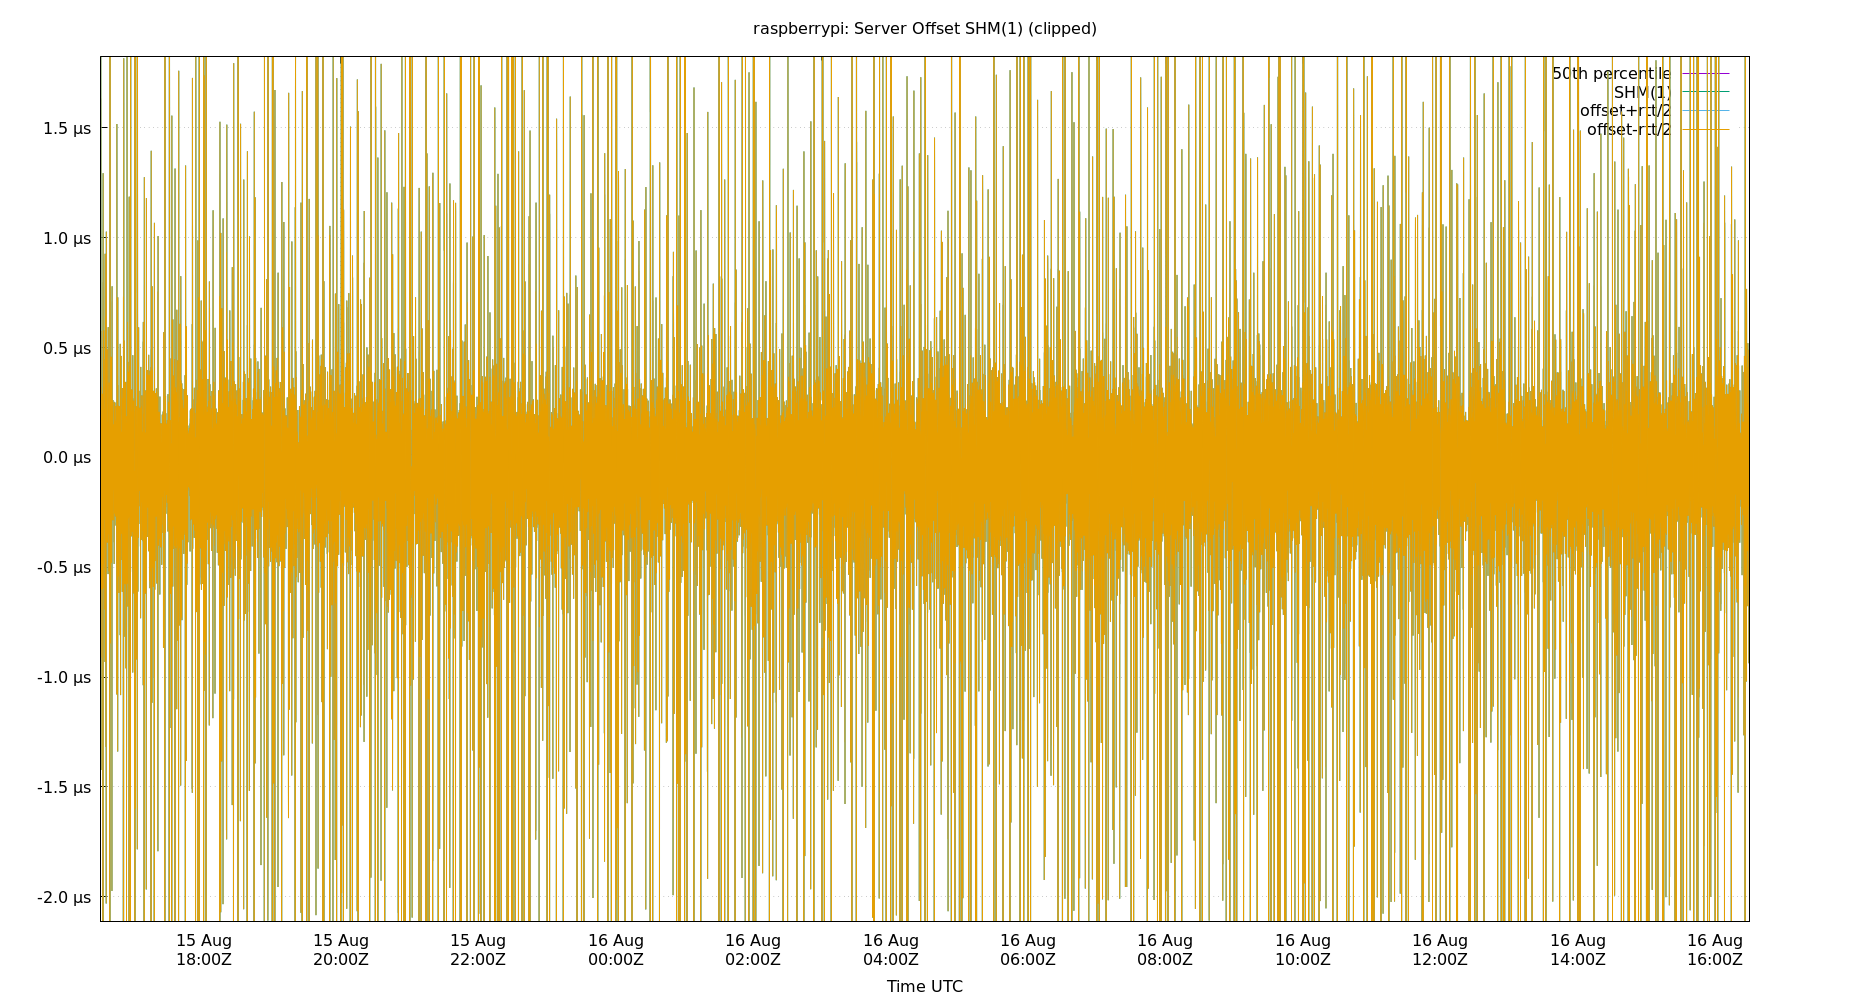 raspberrypi: Server Offset SHM(1) (clipped)
50th percentile
SHM(1)
offset+rtt/2
offset-rtt/2
1.5 µs
1.0 µs
0.5 µs
0.0 µs
-0.5 µs
-1.0 µs
-1.5 µs
-2.0 µs
15 Aug 15 Aug 15 Aug 16 Aug 16 Aug 16 Aug 16 Aug 16 Aug 16 Aug 16 Aug 16 Aug 16 Aug
18:00Z 20:00Z 22:00Z 00:00Z 02:00Z 04:00Z 06:00Z 08:00Z 10:00Z 12:00Z 14:00Z 16:00Z
Time UTC